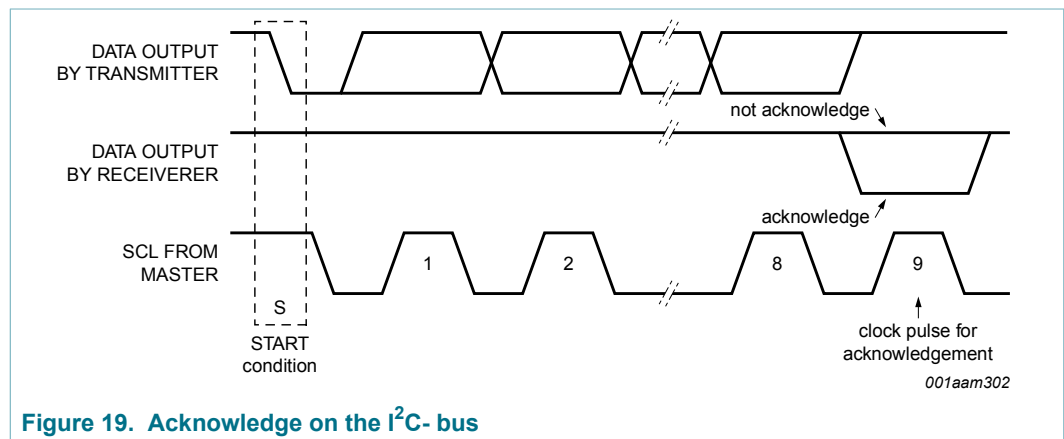 DATA OUTPUT
BY TRANSMITTER
not acknowledge
DATA OUTPUT
BY RECEIVERER
acknowledge
SCL FROM
MASTER
1
2
8
9
S
START
condition
clock pulse for
acknowledgement
001aam302
Figure 19. Acknowledge on the I²C- bus